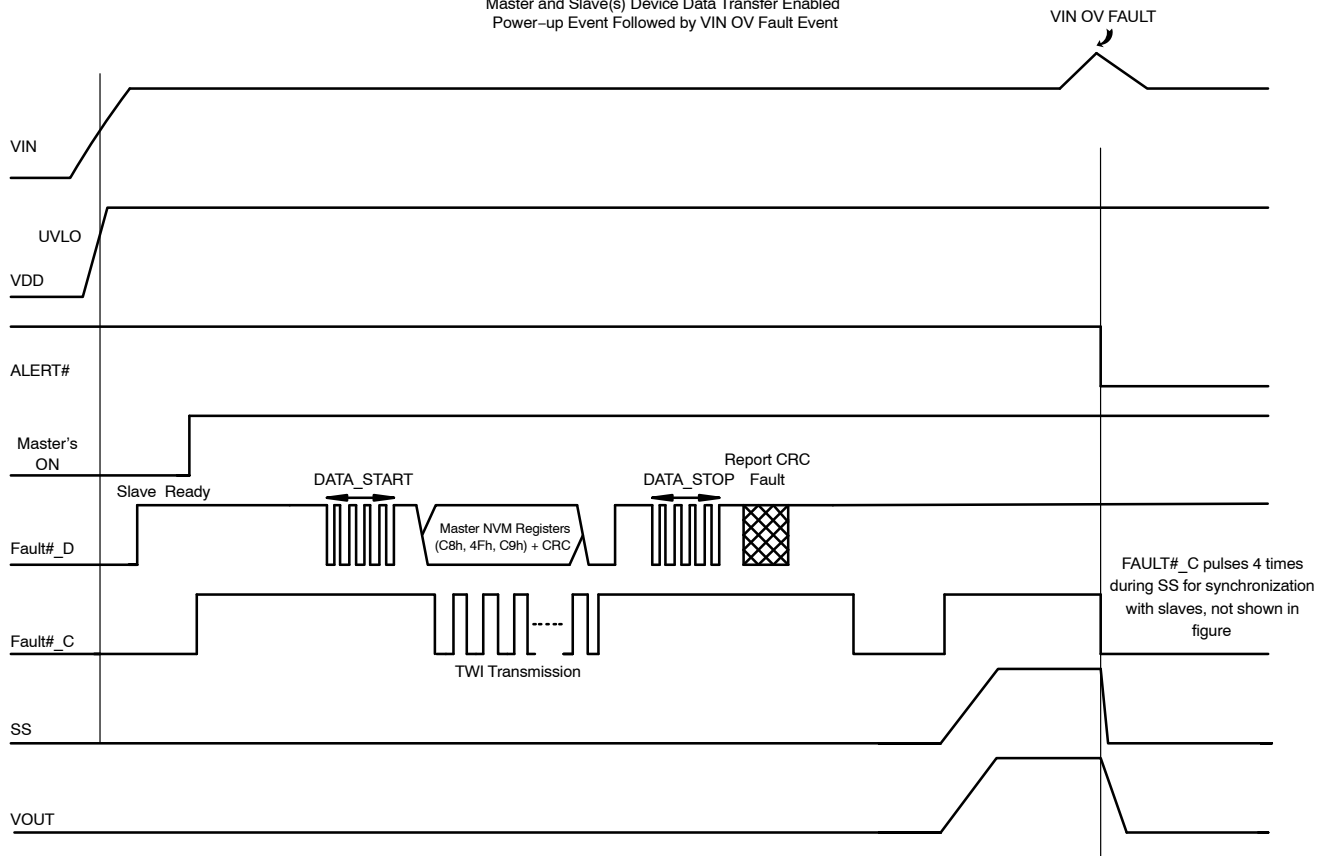 Master and Slave(s) Device Data Transfer Enabled
Power−up Event Followed by VIN OV Fault Event
VIN OV FAULT
VIN
UVLO
VDD
ALERT#
Master's
ON
Slave Ready
DATA_START
DATA_STOP
Report CRC
Fault
Fault#_D
Master NVM Registers
(C8h, 4Fh, C9h) + CRC
FAULT#_C pulses 4 times
during SS for synchronization
with slaves, not shown in
figure
Fault#_C
TWI Transmission
SS
VOUT